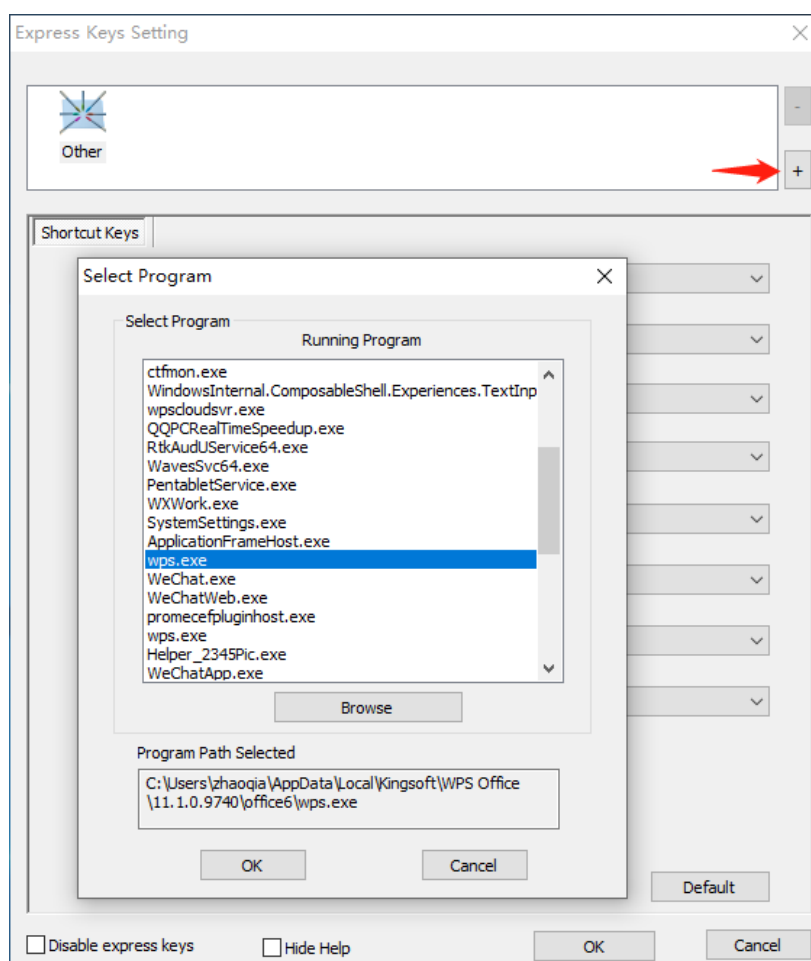 Express Keys Setting
-
Other
+
Shortcut Keys
Select Program
Select Program
Running Program
ctfmon.exe
WindowsInternal.ComposableShell.Experiences.TextInp
wpscloudsvr.exe
QQPCRealTimeSpeedup.exe
RtkAudUService64.exe
WavesSvc64.exe
PentabletService.exe
WXWork.exe
SystemSettings.exe
ApplicationFrameHost.exe
wps.exe
WeChat.exe
WeChatWeb.exe
promecefpluginhost.exe
wps.exe
Helper_2345Pic.exe
WeChatApp.exe
Browse
Program Path Selected
C:\Users\zhaoqia\AppData\Local\Kingsoft\WPS Office
\11.1.0.9740\office6\wps.exe
OK Cancel
Default
Disable express keys Hide Help OK Cancel